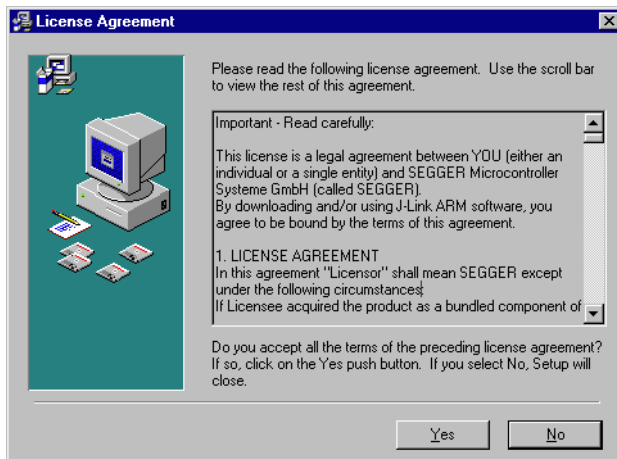 License Agreement
Please read the following license agreement. Use the scroll bar
to view the rest of this agreement.
Important - Read carefully:
This license is a legal agreement between YOU (either an
individual or a single entity) and SEGGER Microcontroller
Systeme GmbH (called SEGGER).
By downloading and/or using J-Link ARM software, you
agree to be bound by the terms of this agreement.
1. LICENSE AGREEMENT
In this agreement "Licensor" shall mean SEGGER except
under the following circumstances:
If Licensee acquired the product as a bundled component of
Do you accept all the terms of the preceding license agreement?
If so, click on the Yes push button. If you select No, Setup will
close.
Yes
No